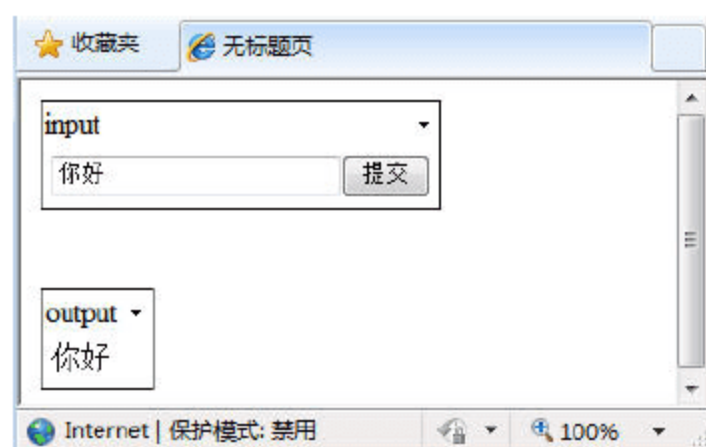 收藏夹 无标题页
input
你好 提交
output
你好
Internet | 保护模式: 禁用 100%